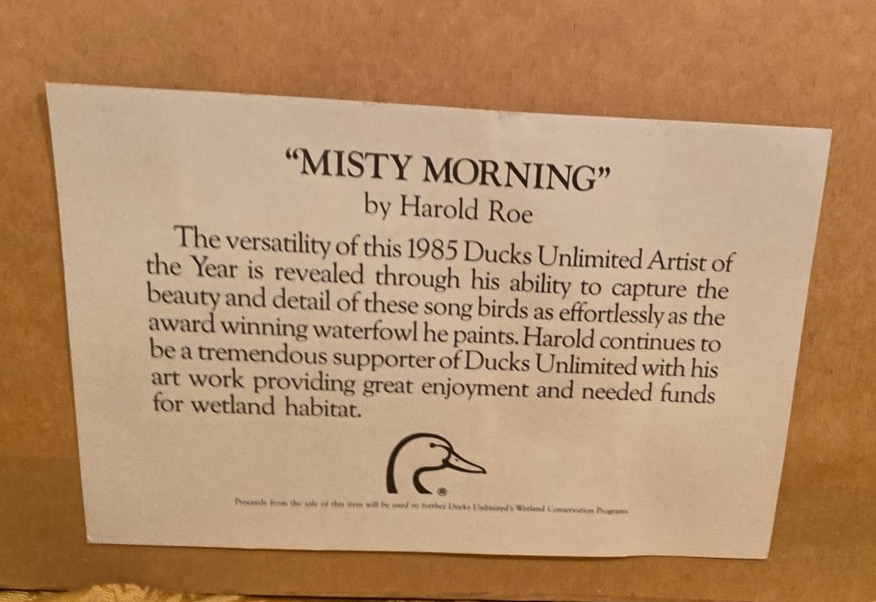 “MISTY MORNING”
by Harold Roe
The versatility of this 1985 Ducks Unlimited Artist of
the Year is revealed through his ability to capture the
beauty and detail of these song birds as effortlessly as the
award winning waterfowl he paints. Harold continues to
be a tremendous supporter of Ducks Unlimited with his
art work providing great enjoyment and needed funds
for wetland habitat.
®
Proceeds from the sale of this item will be used to further Ducks Unlimited's Wetland Conservation Programs.